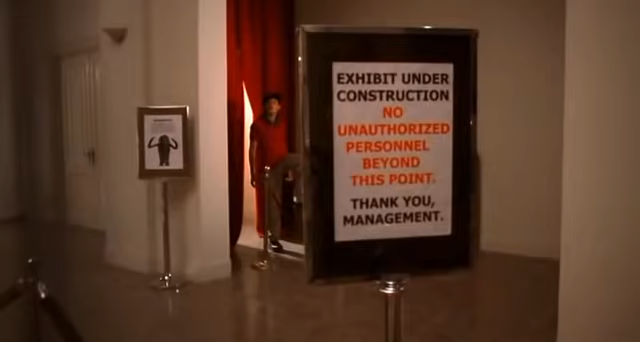 EXHIBIT UNDER
CONSTRUCTION
NO
UNAUTHORIZED
PERSONNEL
BEYOND
THIS POINT.
THANK YOU,
MANAGEMENT.